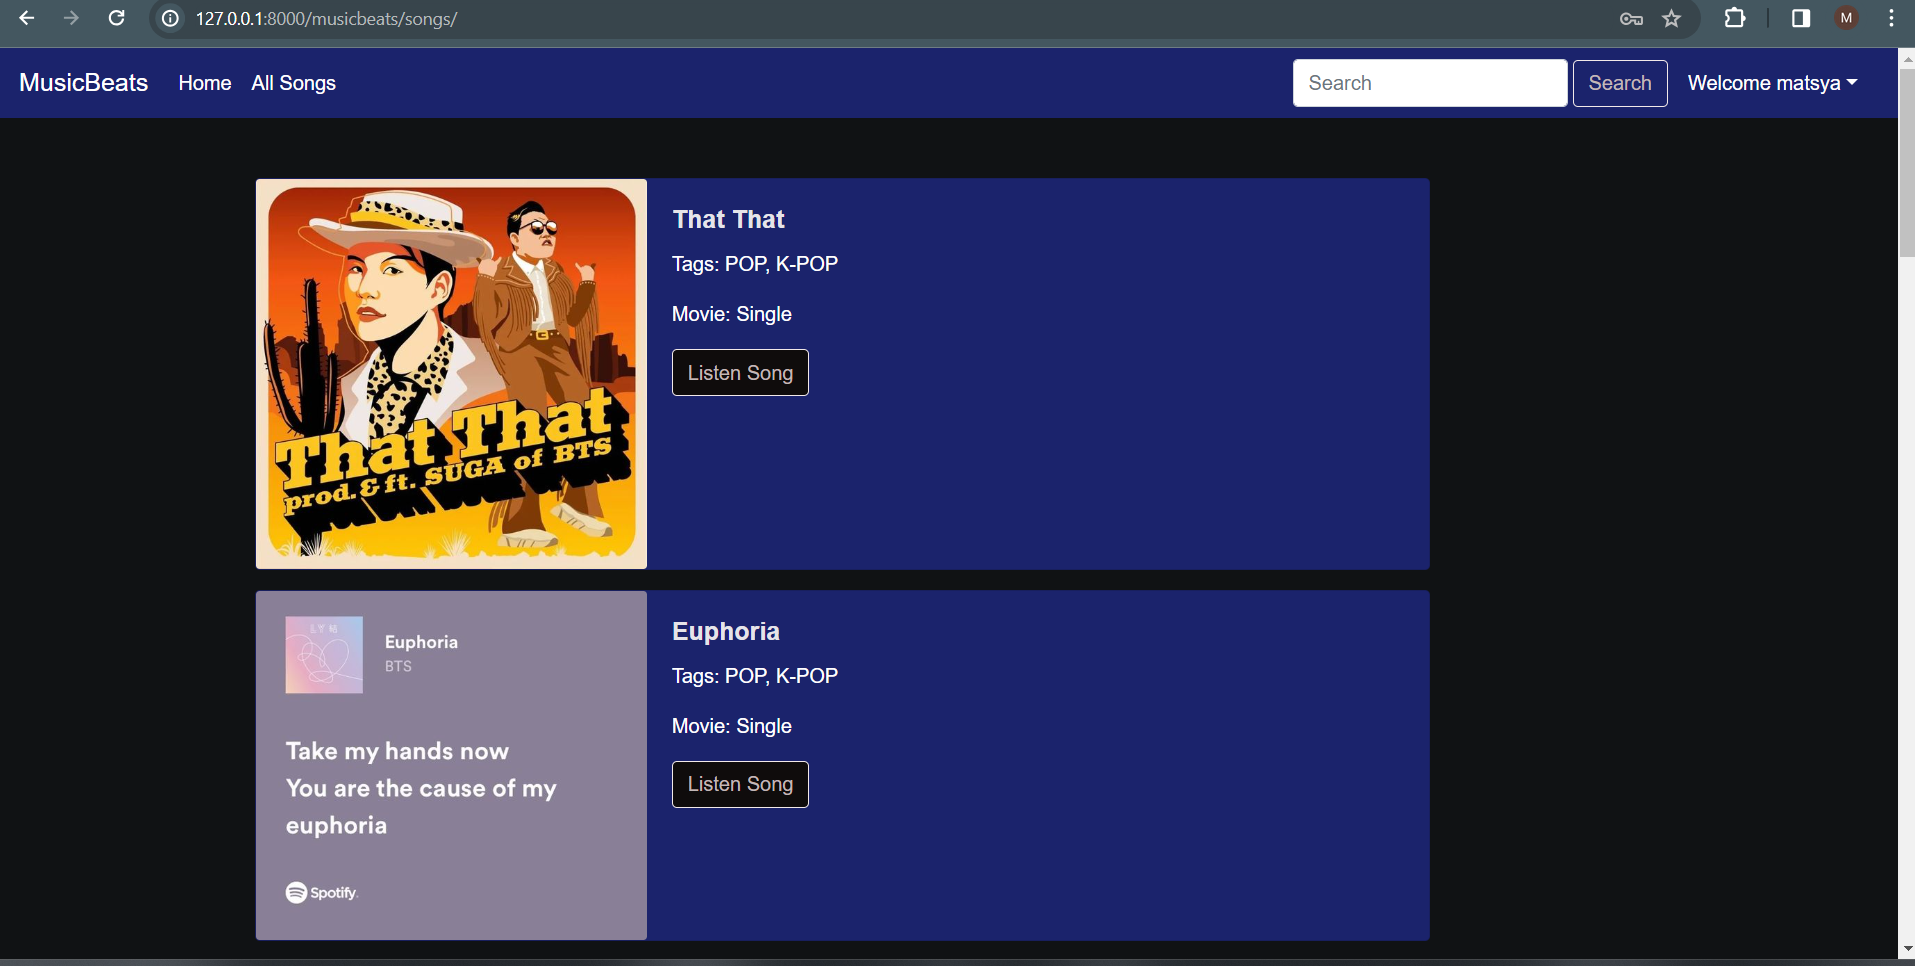 127.0.0.1:8000/musicbeats/songs/
M
MusicBeats Home All Songs Search Search Welcome matsya
That That
prod. & ft. SUGA of BTS
That That
Tags: POP, K-POP
Movie: Single
Listen Song
Euphoria
BTS
Take my hands now
You are the cause of my
euphoria
Spotify
Euphoria
Tags: POP, K-POP
Movie: Single
Listen Song